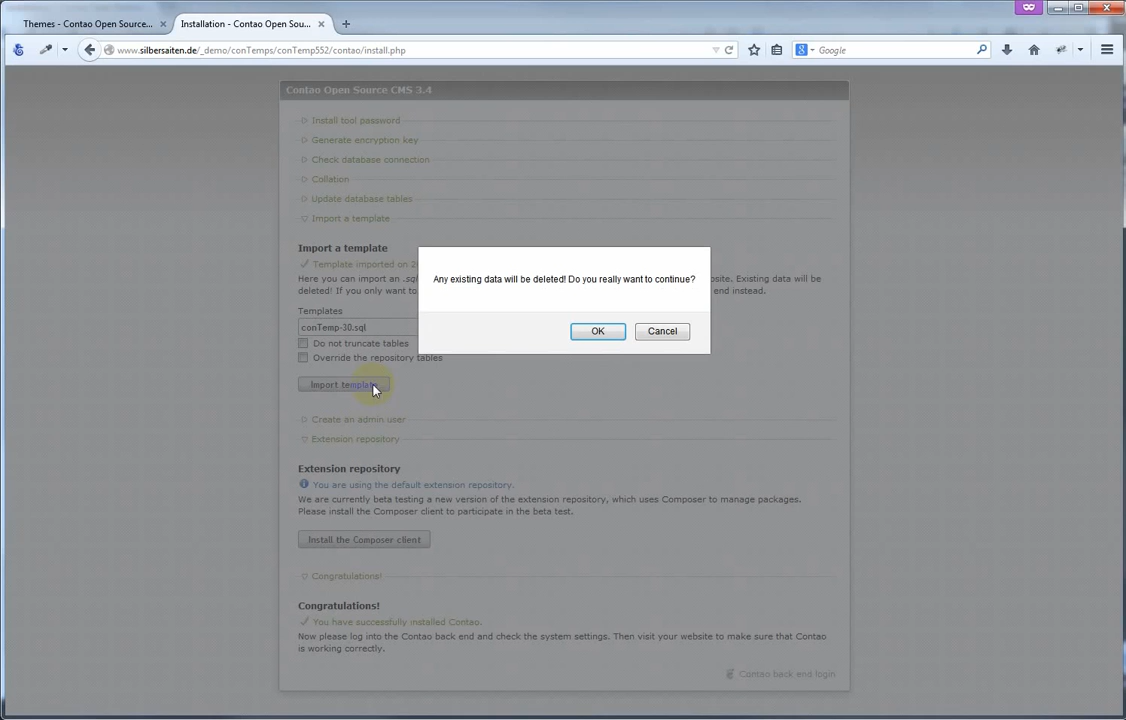 Themes - Contao Open Source...
Installation - Contao Open Sou...
www.silbersaiten.de/_demo/conTemps/conTemp552/contao/install.php
Google
Contao Open Source CMS 3.4
Install tool password
Generate encryption key
Check database connection
Collation
Update database tables
Import a template
Import a template
Template imported on 2
Here you can import an .sql
bsite. Existing data will be
deleted! If you only want to
end instead.
Any existing data will be deleted! Do you really want to continue?
OK
Cancel
Templates
conTemp-30.sql
Do not truncate tables
Override the repository tables
Import template
Create an admin user
Extension repository
Extension repository
You are using the default extension repository.
We are currently beta testing a new version of the extension repository, which uses Composer to manage packages.
Please install the Composer client to participate in the beta test.
Install the Composer client
Congratulations!
Congratulations!
You have successfully installed Contao.
Now please log into the Contao back end and check the system settings. Then visit your website to make sure that Contao
is working correctly.
Contao back end login